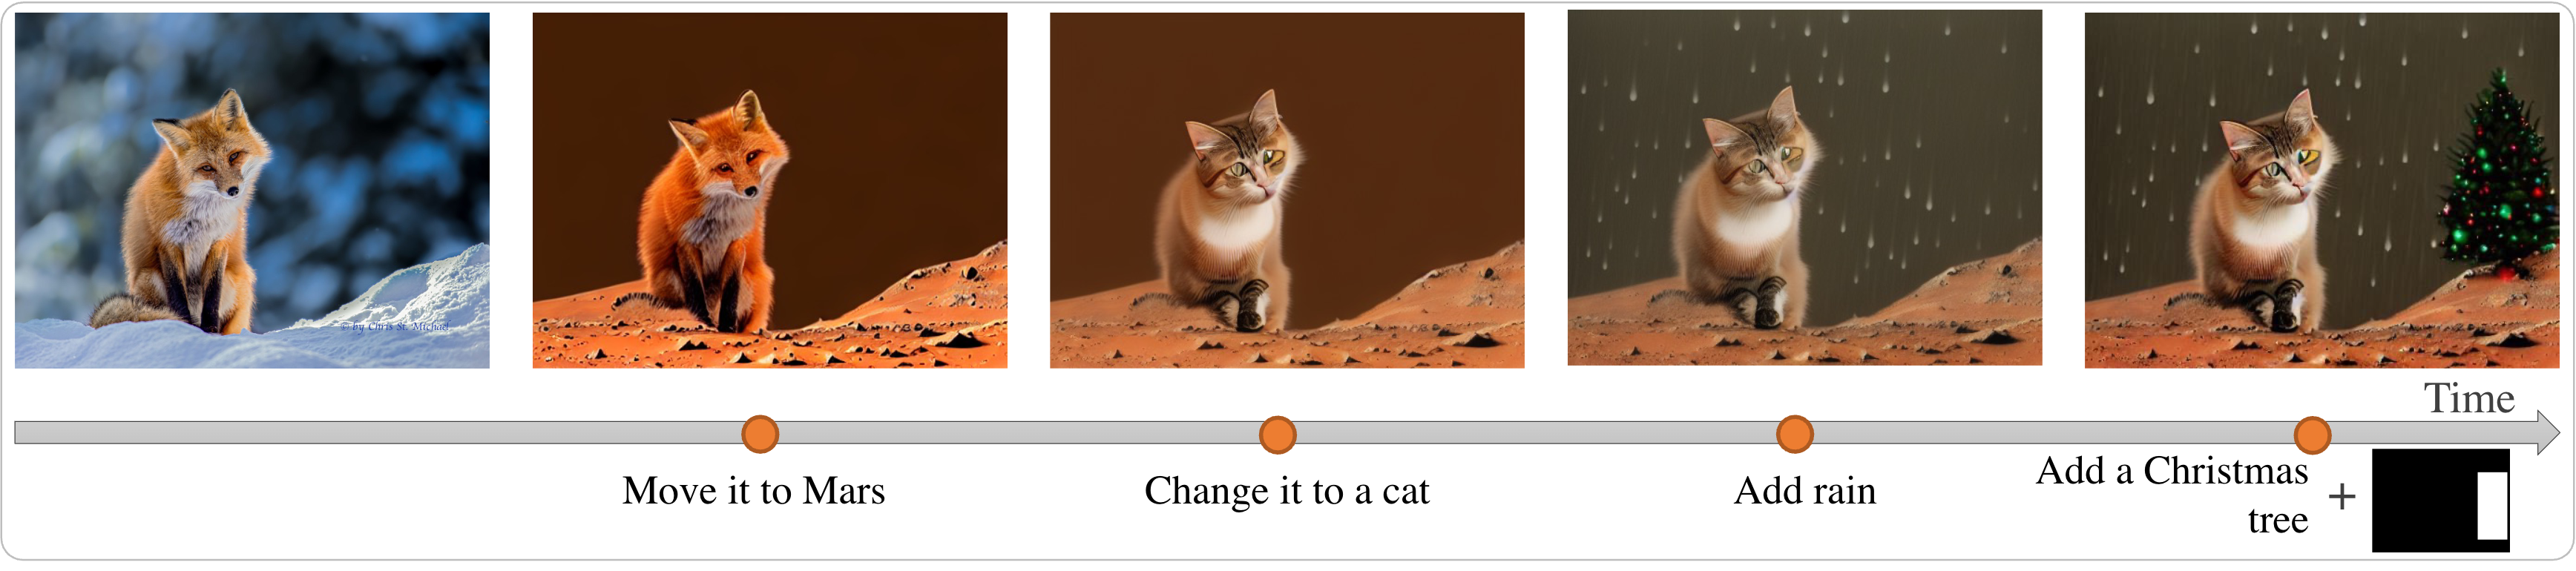 © by Chris St. Michael
Time
Move it to Mars
Change it to a cat
Add rain
Add a Christmas
tree
+